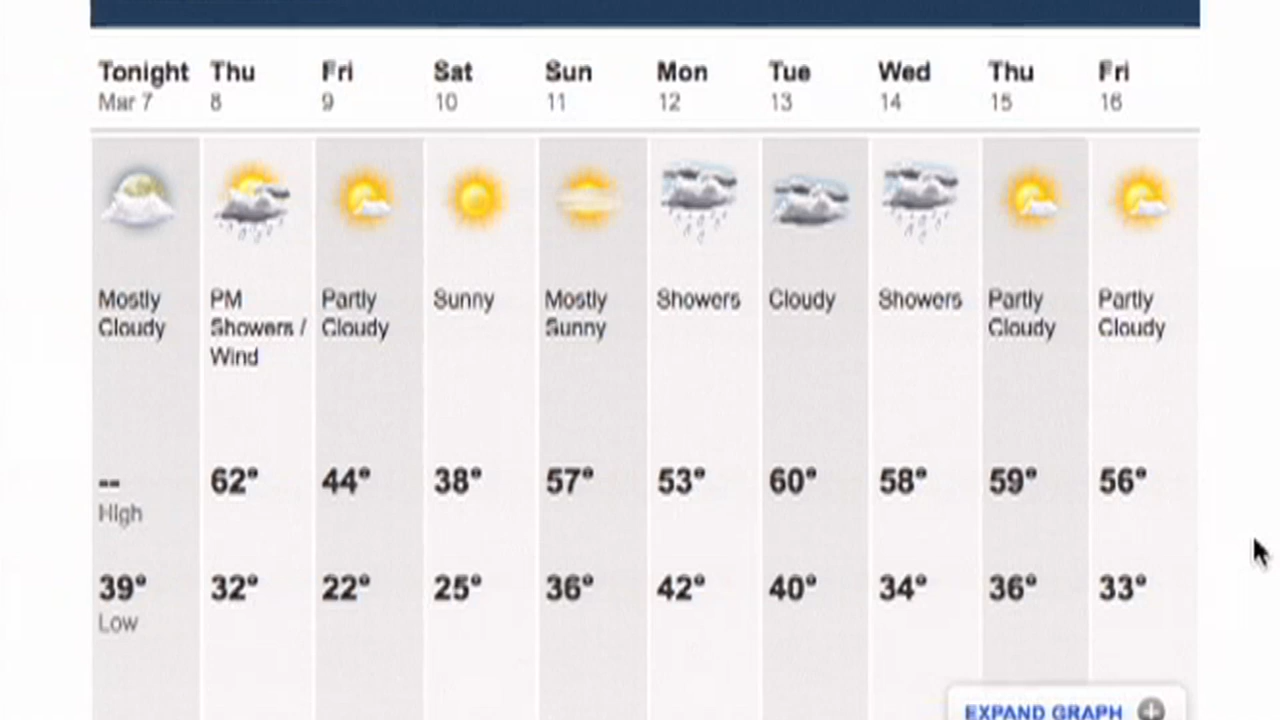 Tonight Thu Fri Sat Sun Mon Tue Wed Thu Fri
Mar 7 8 9 10 11 12 13 14 15 16
Mostly PM Partly Sunny Mostly Showers Cloudy Showers Partly Partly
Cloudy Showers / Cloudy Sunny Cloudy Cloudy
Wind
-- 62° 44° 38° 57° 53° 60° 58° 59° 56°
High
39° 32° 22° 25° 36° 42° 40° 34° 36° 33°
Low
EXPAND GRAPH